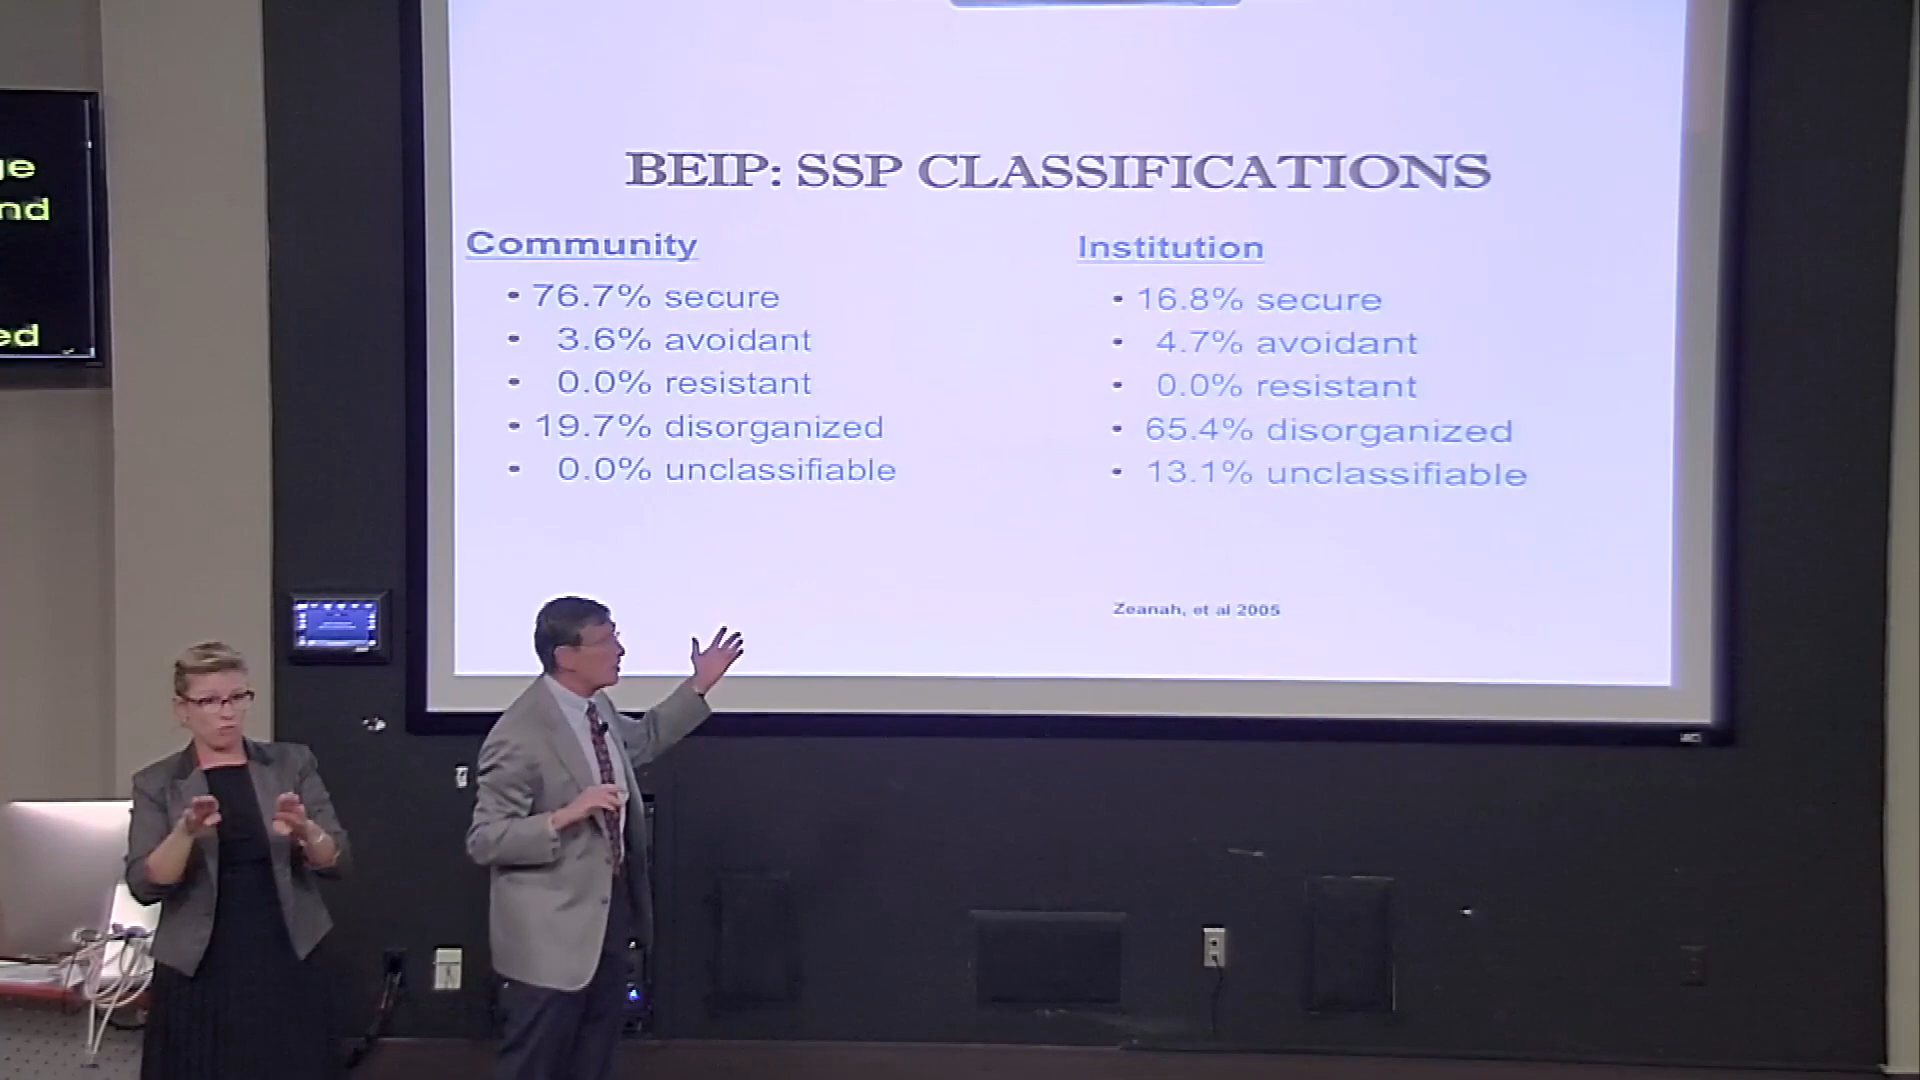 BEIP: SSP CLASSIFICATIONS
Community
• 76.7% secure
• 3.6% avoidant
• 0.0% resistant
• 19.7% disorganized
• 0.0% unclassifiable
Institution
• 16.8% secure
• 4.7% avoidant
• 0.0% resistant
• 65.4% disorganized
• 13.1% unclassifiable
Zeanah, et al 2005